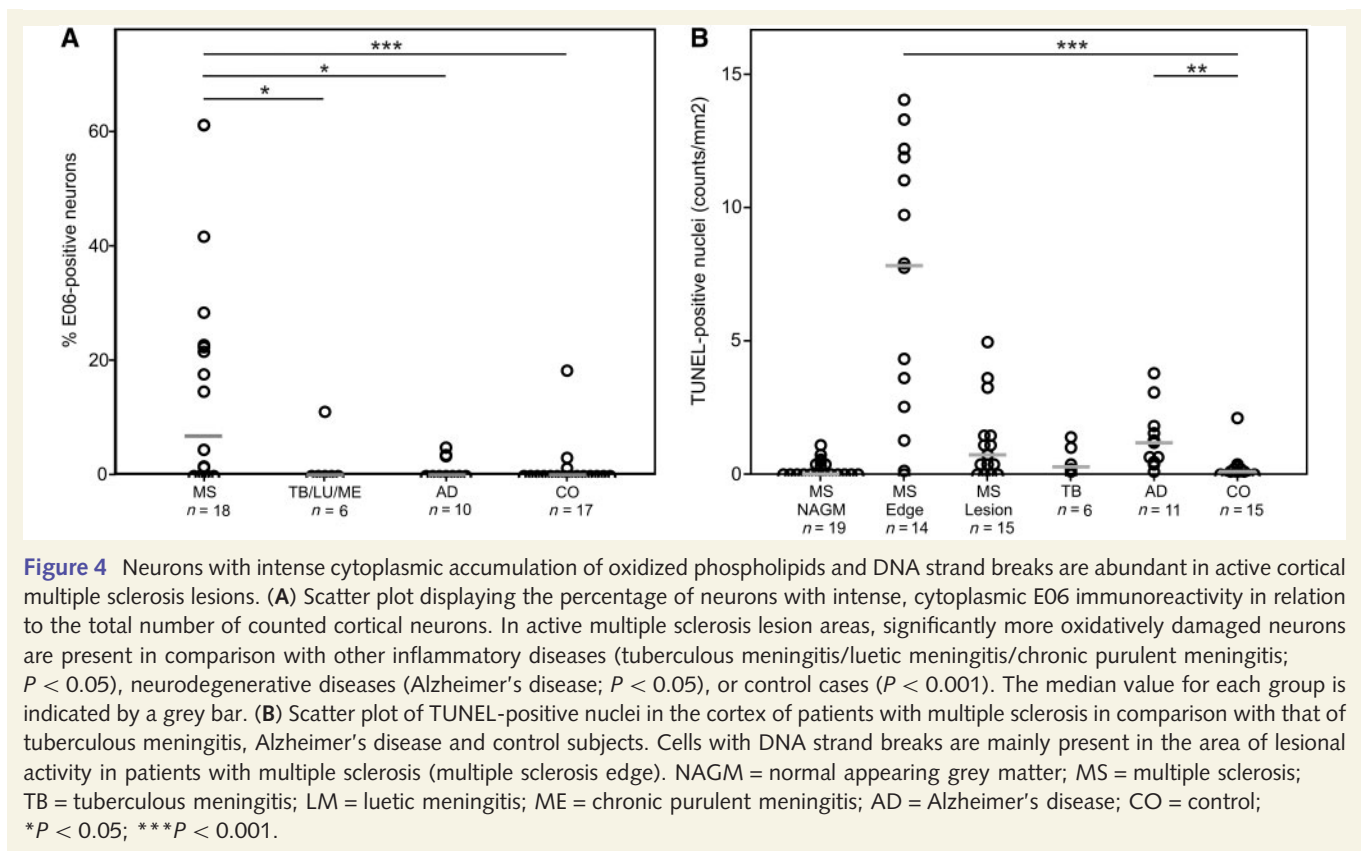 A
B
***
*
*
% E06-positive neurons
60
40
20
0
MS
n = 18
TB/LU/ME
n = 6
AD
n = 10
CO
n = 17
***
**
TUNEL-positive nuclei (counts/mm2)
15
10
5
0
MS
NAGM
n = 19
MS
Edge
n = 14
MS
Lesion
n = 15
TB
n = 6
AD
n = 11
CO
n = 15
Figure 4 Neurons with intense cytoplasmic accumulation of oxidized phospholipids and DNA strand breaks are abundant in active cortical
multiple sclerosis lesions. (A) Scatter plot displaying the percentage of neurons with intense, cytoplasmic E06 immunoreactivity in relation
to the total number of counted cortical neurons. In active multiple sclerosis lesion areas, significantly more oxidatively damaged neurons
are present in comparison with other inflammatory diseases (tuberculous meningitis/luetic meningitis/chronic purulent meningitis;
P < 0.05), neurodegenerative diseases (Alzheimer's disease; P < 0.05), or control cases (P < 0.001). The median value for each group is
indicated by a grey bar. (B) Scatter plot of TUNEL-positive nuclei in the cortex of patients with multiple sclerosis in comparison with that of
tuberculous meningitis, Alzheimer's disease and control subjects. Cells with DNA strand breaks are mainly present in the area of lesional
activity in patients with multiple sclerosis (multiple sclerosis edge). NAGM = normal appearing grey matter; MS = multiple sclerosis;
TB = tuberculous meningitis; LM = luetic meningitis; ME = chronic purulent meningitis; AD = Alzheimer's disease; CO = control;
*P < 0.05; ***P < 0.001.